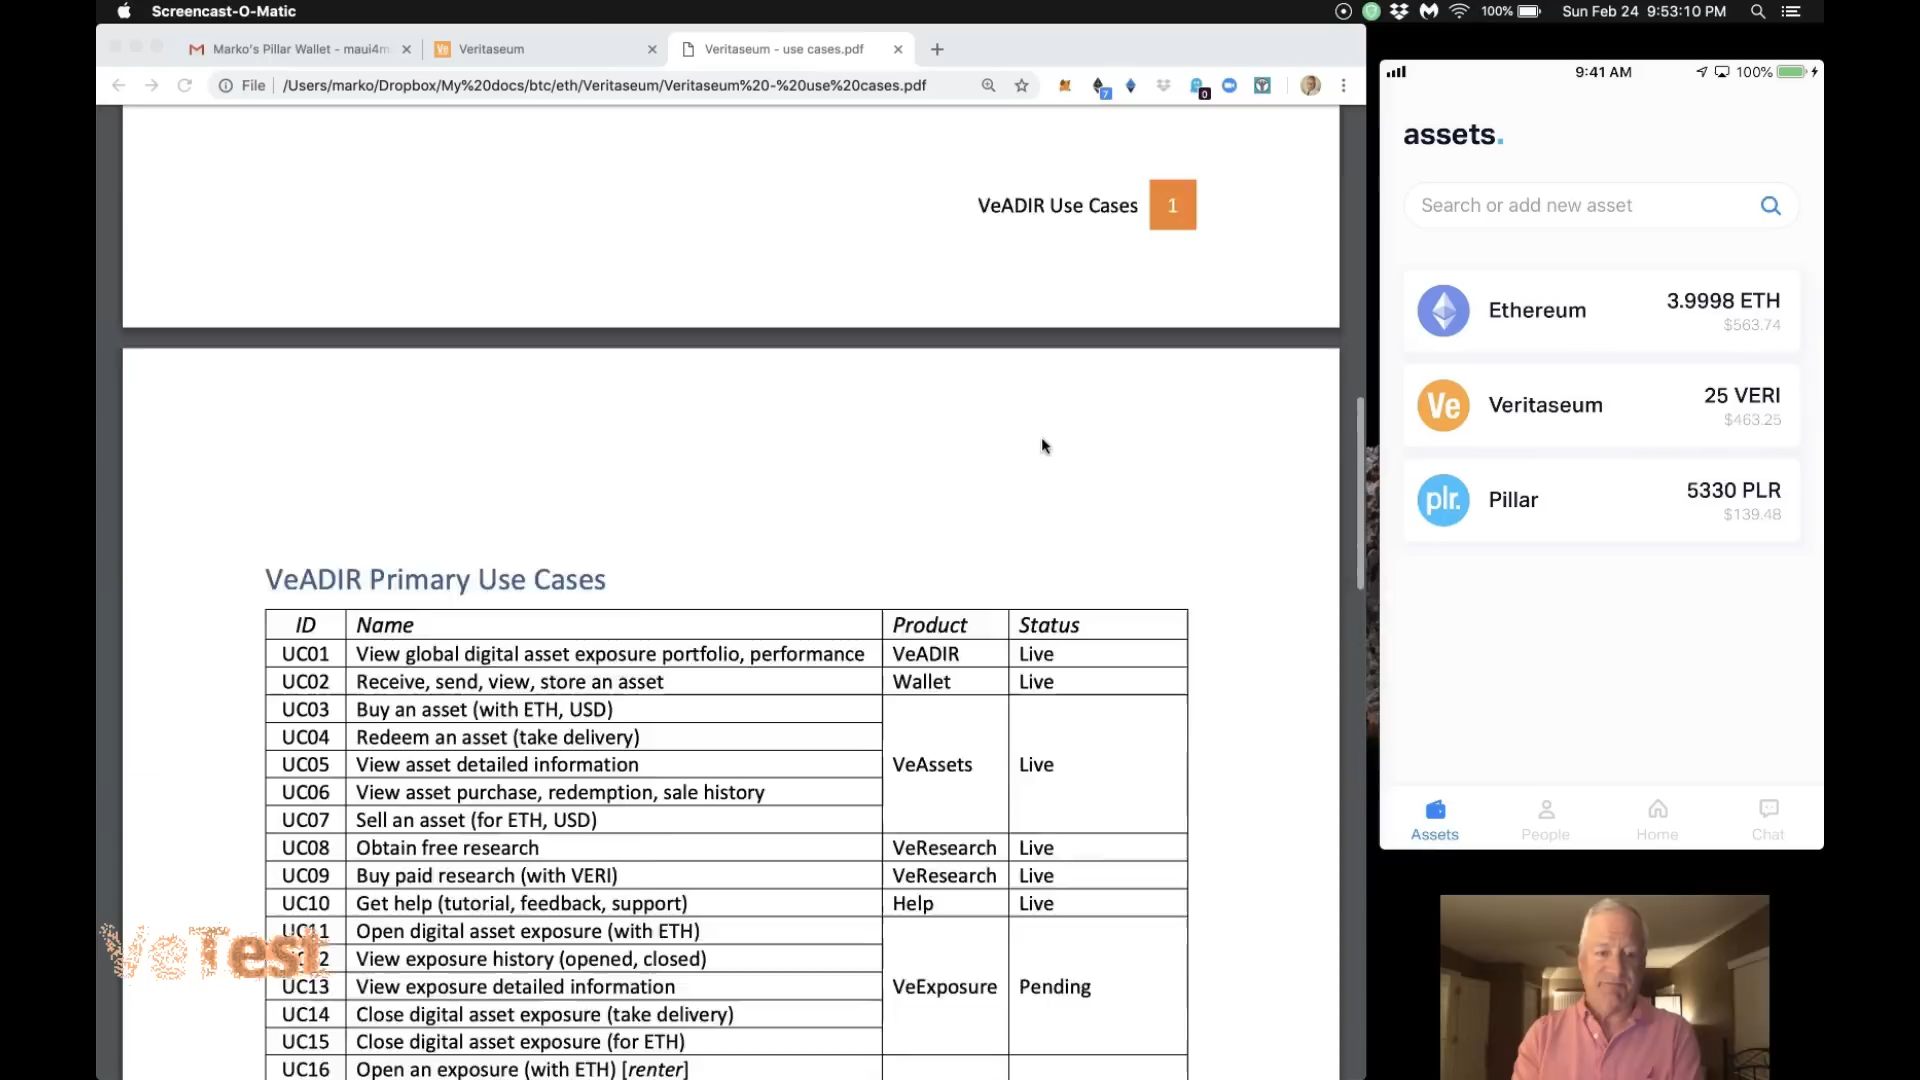 Screencast-O-Matic
100% Sun Feb 24 9:53:10 PM
Marko's Pillar Wallet - maui4m
Veritaseum
Veritaseum - use cases.pdf
File /Users/marko/Dropbox/My%20docs/btc/eth/Veritaseum/Veritaseum%20-%20use%20cases.pdf
7
0
VeADIR Use Cases 1
VeADIR Primary Use Cases
ID Name Product Status
UC01 View global digital asset exposure portfolio, performance VeADIR Live
UC02 Receive, send, view, store an asset Wallet Live
UC03 Buy an asset (with ETH, USD)
UC04 Redeem an asset (take delivery)
UC05 View asset detailed information VeAssets Live
UC06 View asset purchase, redemption, sale history
UC07 Sell an asset (for ETH, USD)
UC08 Obtain free research VeResearch Live
UC09 Buy paid research (with VERI) VeResearch Live
UC10 Get help (tutorial, feedback, support) Help Live
UC11 Open digital asset exposure (with ETH)
View exposure history (opened, closed)
UC13 View exposure detailed information VeExposure Pending
UC14 Close digital asset exposure (take delivery)
UC15 Close digital asset exposure (for ETH)
UC16 Open an exposure (with ETH) [renter]
VeTest
9:41 AM 100%
assets.
Search or add new asset
Ethereum 3.9998 ETH
$563.74
Ve Veritaseum 25 VERI
$463.25
plr. Pillar 5330 PLR
$139.48
Assets People Home Chat